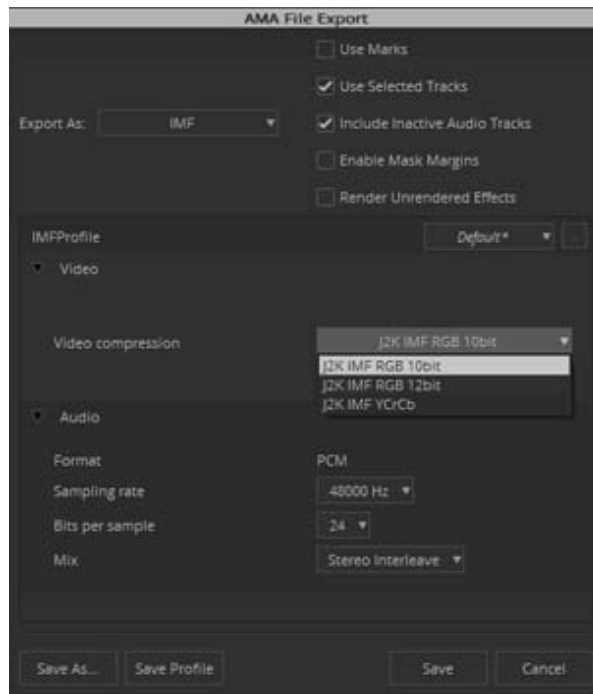 AMA File Export
Use Marks
Use Selected Tracks
Export As: IMF
Include Inactive Audio Tracks
Enable Mask Margins
Render Unrendered Effects
IMFProfile Default*
Video
Video compression J2K IMF RGB 10bit
J2K IMF RGB 10bit
J2K IMF RGB 12bit
J2K IMF YCrCb
Audio
Format PCM
Sampling rate 48000 Hz
Bits per sample 24
Mix Stereo Interleave
Save As... Save Profile Save Cancel